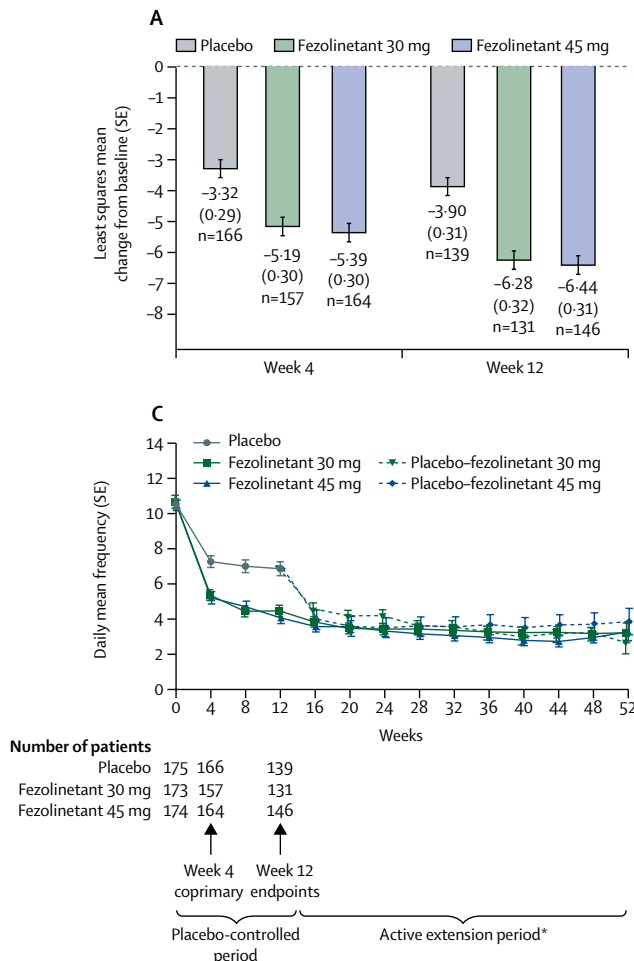 A
Placebo Fezolinetant 30 mg Fezolinetant 45 mg
Least squares mean
change from baseline (SE)
0
–1
–2
–3
–4
–5
–6
–7
–8
–3·32
(0·29)
n=166
–5·19
(0·30)
n=157
–5·39
(0·30)
n=164
–3·90
(0·31)
n=139
–6·28
(0·32)
n=131
–6·44
(0·31)
n=146
Week 4 Week 12
C
Placebo
Fezolinetant 30 mg Placebo–fezolinetant 30 mg
Fezolinetant 45 mg Placebo–fezolinetant 45 mg
Daily mean frequency (SE)
14
12
10
8
6
4
2
0
0 4 8 12 16 20 24 28 32 36 40 44 48 52
Weeks
Number of patients
Placebo 175 166 139
Fezolinetant 30 mg 173 157 131
Fezolinetant 45 mg 174 164 146
Week 4 Week 12
coprimary endpoints
Placebo-controlled
period
Active extension period*